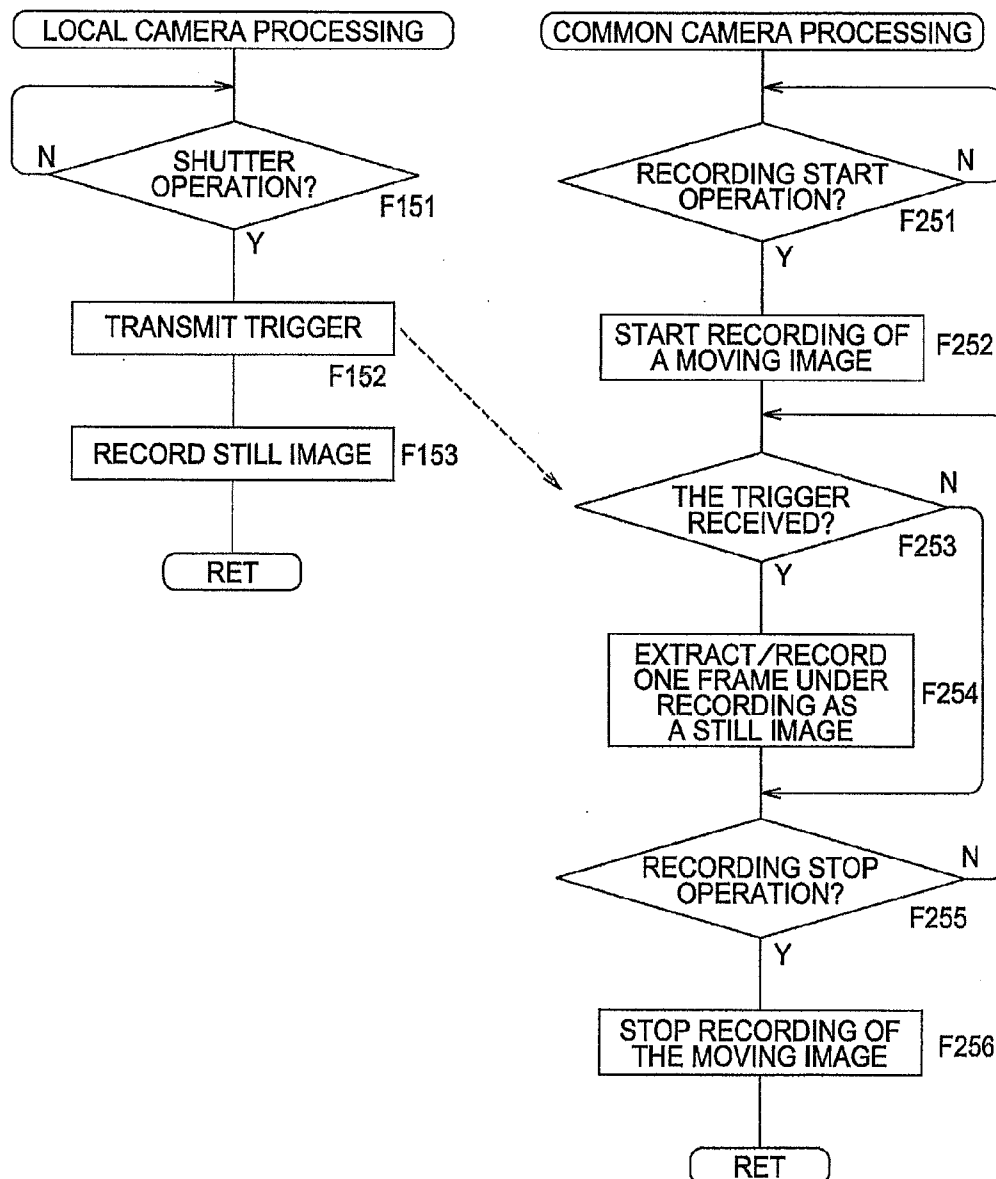 LOCAL CAMERA PROCESSING
N
SHUTTER
OPERATION?
F151
Y
TRANSMIT TRIGGER
F152
RECORD STILL IMAGE
F153
RET
COMMON CAMERA PROCESSING
N
RECORDING START
OPERATION?
F251
Y
START RECORDING OF
A MOVING IMAGE
F252
N
THE TRIGGER
RECEIVED?
F253
Y
EXTRACT/RECORD
ONE FRAME UNDER
RECORDING AS
A STILL IMAGE
F254
N
RECORDING STOP
OPERATION?
F255
Y
STOP RECORDING OF
THE MOVING IMAGE
F256
RET